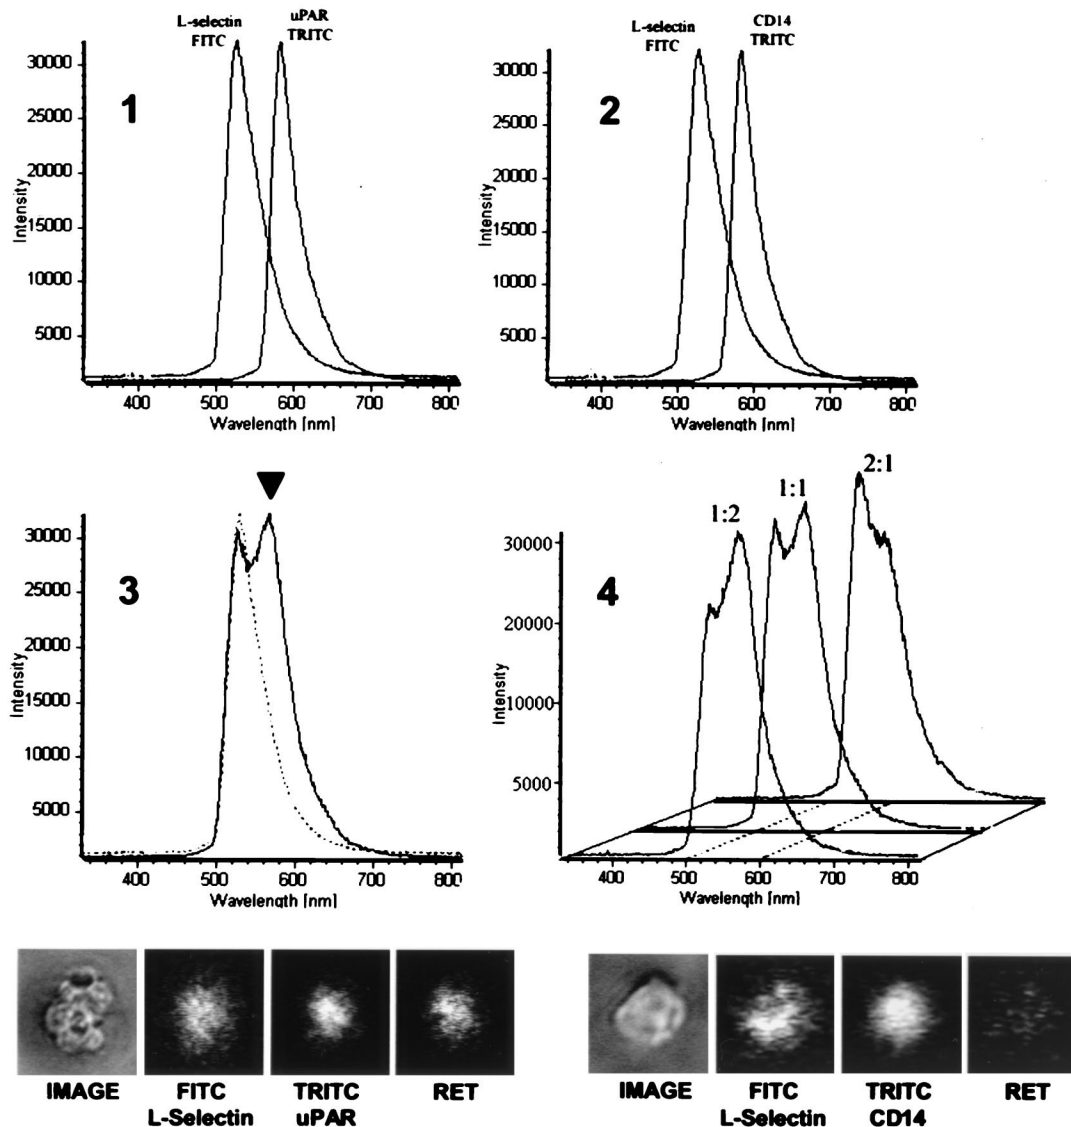 L-selectin
FITC
uPAR
TRITC
1
30000
25000
20000
15000
10000
5000
Intensity
400 500 600 700 800
Wavelength [nm]
L-selectin
FITC
CD14
TRITC
2
30000
25000
20000
15000
10000
5000
Intensity
400 500 600 700 800
Wavelength [nm]
3
30000
25000
20000
15000
10000
5000
Intensity
400 500 600 700 800
Wavelength [nm]
1:2
1:1
2:1
4
30000
20000
10000
5000
Intensity
400 500 600 700 800
Wavelength [nm]
IMAGE
FITC
L-Selectin
TRITC
uPAR
RET
IMAGE
FITC
L-Selectin
TRITC
CD14
RET